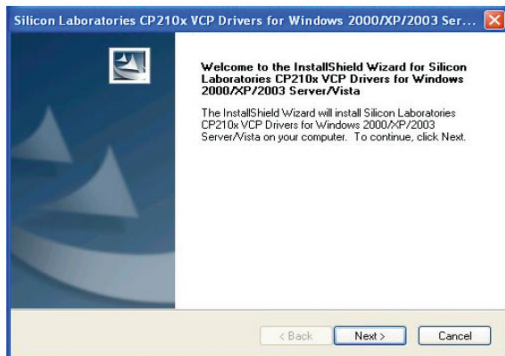 Silicon Laboratories CP210x VCP Drivers for Windows 2000/XP/2003 Ser...
Welcome to the InstallShield Wizard for Silicon
Laboratories CP210x VCP Drivers for Windows
2000/XP/2003 Server/Vista
The InstallShield Wizard will install Silicon Laboratories
CP210x VCP Drivers for Windows 2000/XP/2003
Server/Vista on your computer. To continue, click Next.
< Back
Next >
Cancel